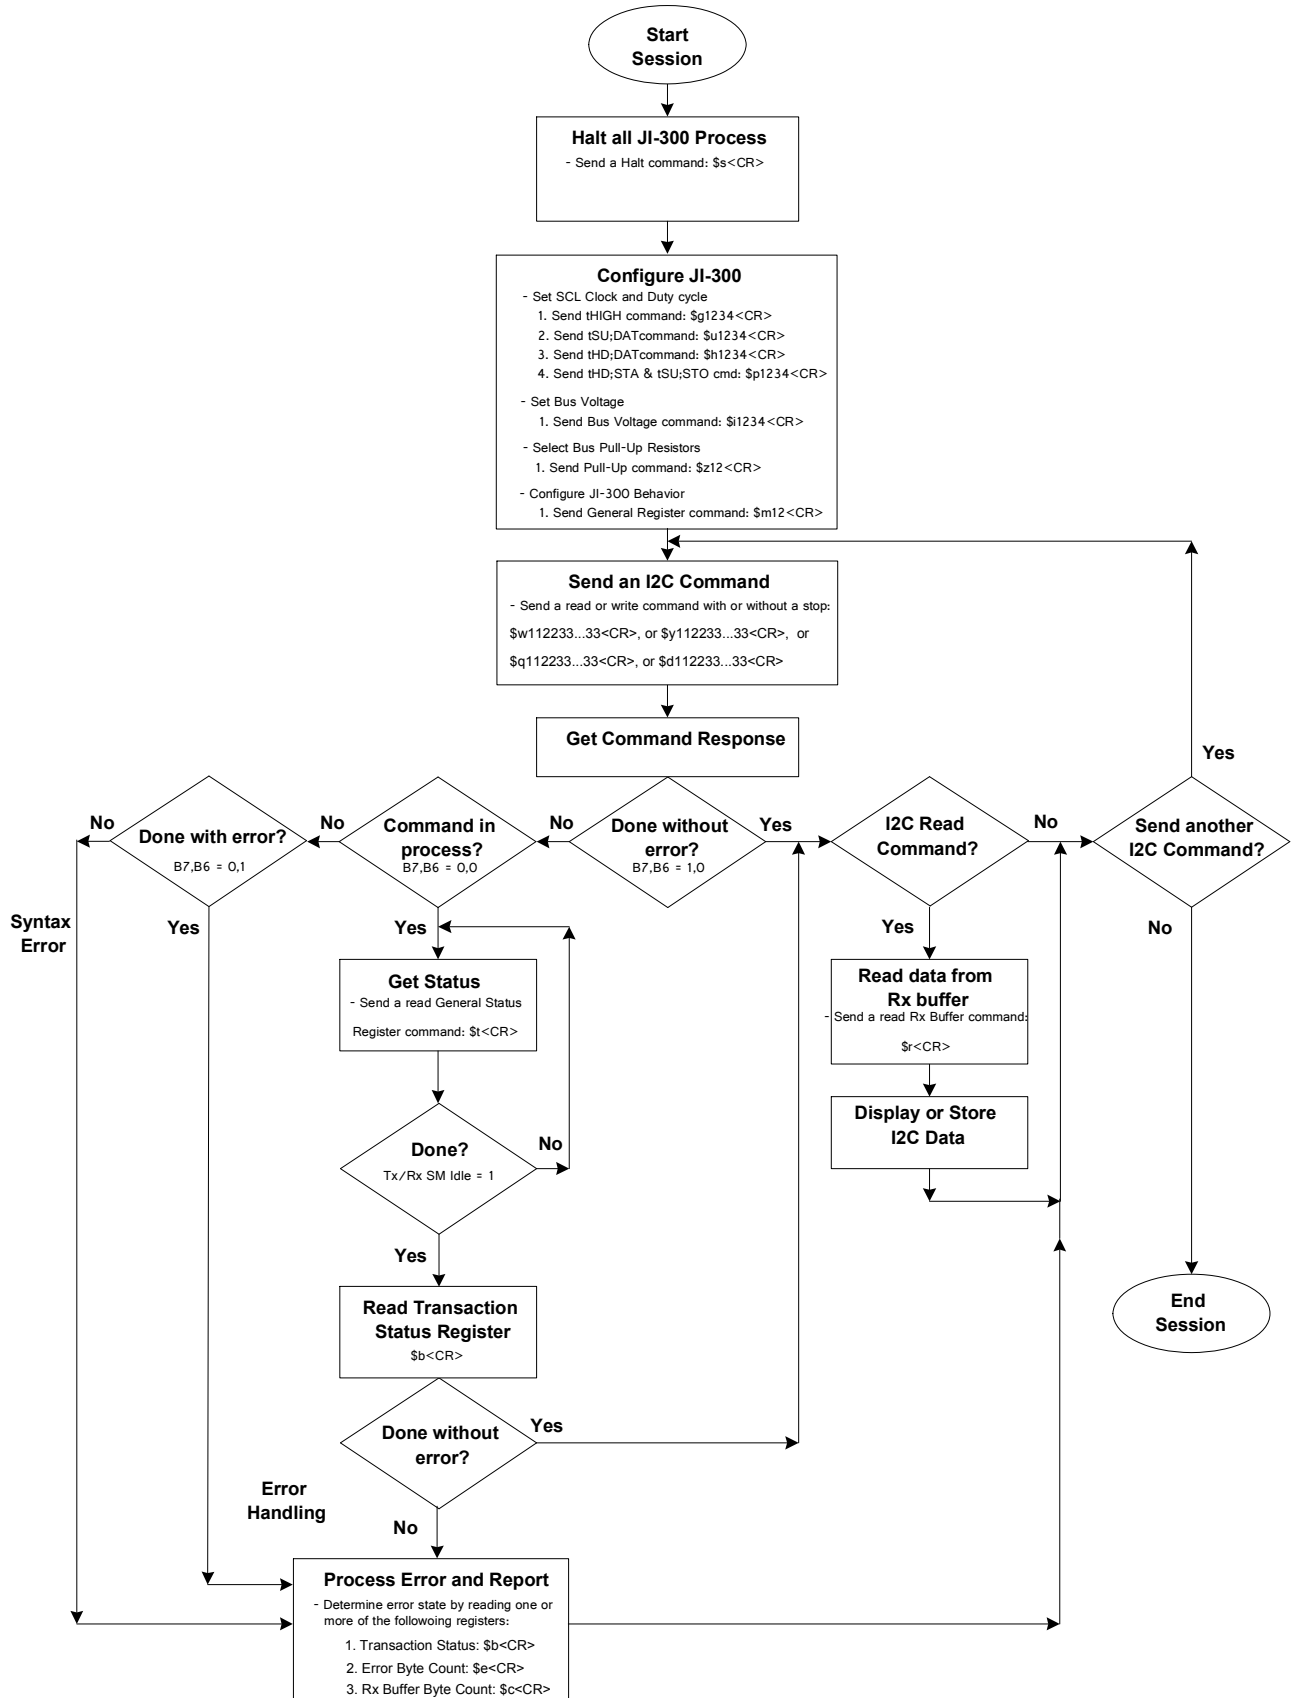 Start
Session
Halt all JI-300 Process
- Send a Halt command: $s<CR>
Configure JI-300
- Set SCL Clock and Duty cycle
1. Send tHIGH command: $g1234<CR>
2. Send tSU;DATcommand: $u1234<CR>
3. Send tHD;DATcommand: $h1234<CR>
4. Send tHD;STA & tSU;STO cmd: $p1234<CR>
- Set Bus Voltage
1. Send Bus Voltage command: $i1234<CR>
- Select Bus Pull-Up Resistors
1. Send Pull-Up command: $z12<CR>
- Configure JI-300 Behavior
1. Send General Register command: $m12<CR>
Send an I2C Command
- Send a read or write command with or without a stop:
$w112233...33<CR>, or $y112233...33<CR>, or
$q112233...33<CR>, or $d112233...33<CR>
Get Command Response
Yes
No
Done with error?
B7,B6 = 0,1
No
Command in
process?
B7,B6 = 0,0
No
Done without
error?
B7,B6 = 1,0
Yes
I2C Read
Command?
No
Send another
I2C Command?
Syntax
Error
Yes
Yes
Yes
No
Get Status
- Send a read General Status
Register command: $t<CR>
Read data from
Rx buffer
- Send a read Rx Buffer command:
$r<CR>
Display or Store
I2C Data
Done?
Tx/Rx SM Idle = 1
No
Yes
Read Transaction
Status Register
$b<CR>
End
Session
Done without
error?
Yes
Error
Handling
No
Process Error and Report
- Determine error state by reading one or
more of the followoing registers:
1. Transaction Status: $b<CR>
2. Error Byte Count: $e<CR>
3. Rx Buffer Byte Count: $c<CR>